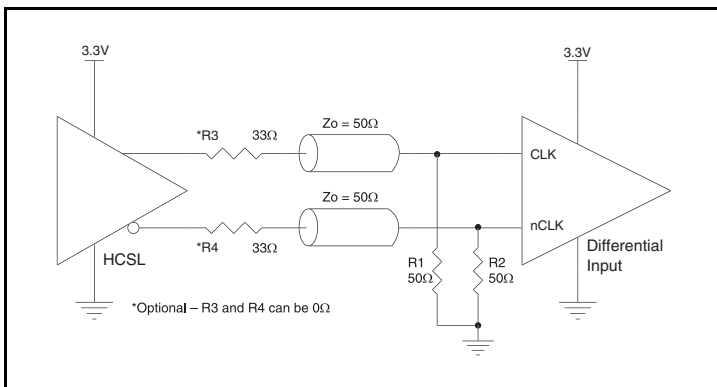 3.3V
3.3V
*R3 33Ω
Zo = 50Ω
CLK
Zo = 50Ω
nCLK
*R4 33Ω
HCSL
R1
50Ω
R2
50Ω
Differential
Input
*Optional – R3 and R4 can be 0Ω